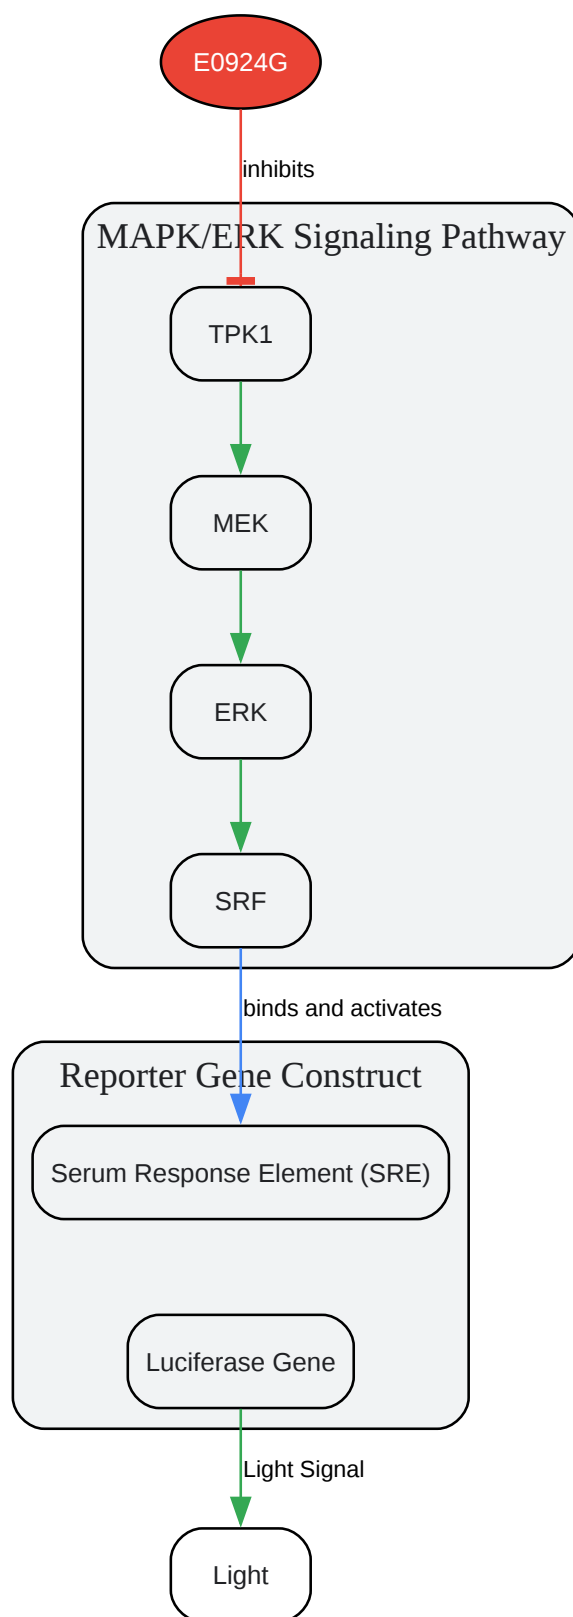 E0924G
inhibits
MAPK/ERK Signaling Pathway
TPK1
MEK
ERK
SRF
binds and activates
Reporter Gene Construct
Serum Response Element (SRE)
Luciferase Gene
Light Signal
Light